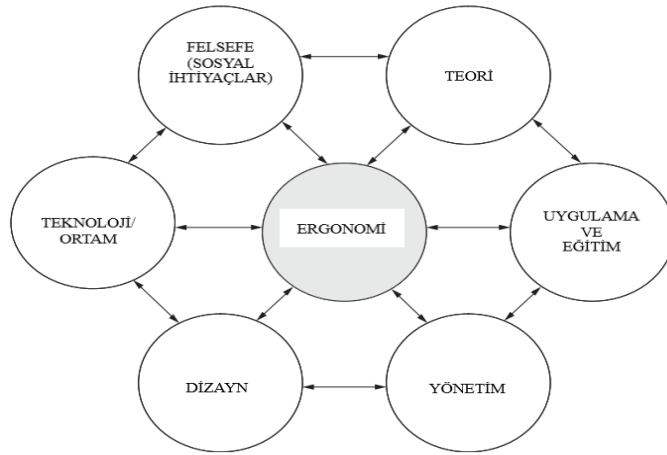 FELSEFE
(SOSYAL
İHTİYAÇLAR)
TEORİ
TEKNOLOJİ/
ORTAM
ERGONOMİ
UYGULAMA
VE
EĞİTİM
DİZAYN
YÖNETİM